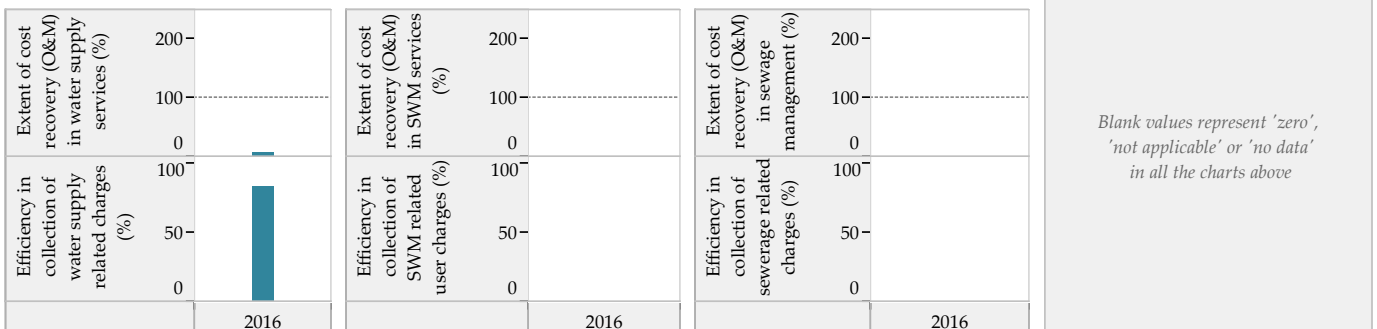 Extent of cost
recovery (O&M)
in water supply
services (%)
200
100
0
Efficiency in
collection of
water supply
related charges
(%)
100
50
0
2016
Extent of cost
recovery (O&M)
in SWM services
(%)
200
100
0
Efficiency in
collection of
SWM related
user charges (%)
100
50
0
2016
Extent of cost
recovery (O&M)
in sewage
management (%)
200
100
0
Efficiency in
collection of
sewerage related
charges (%)
100
50
0
2016
Blank values represent 'zero',
'not applicable' or 'no data'
in all the charts above